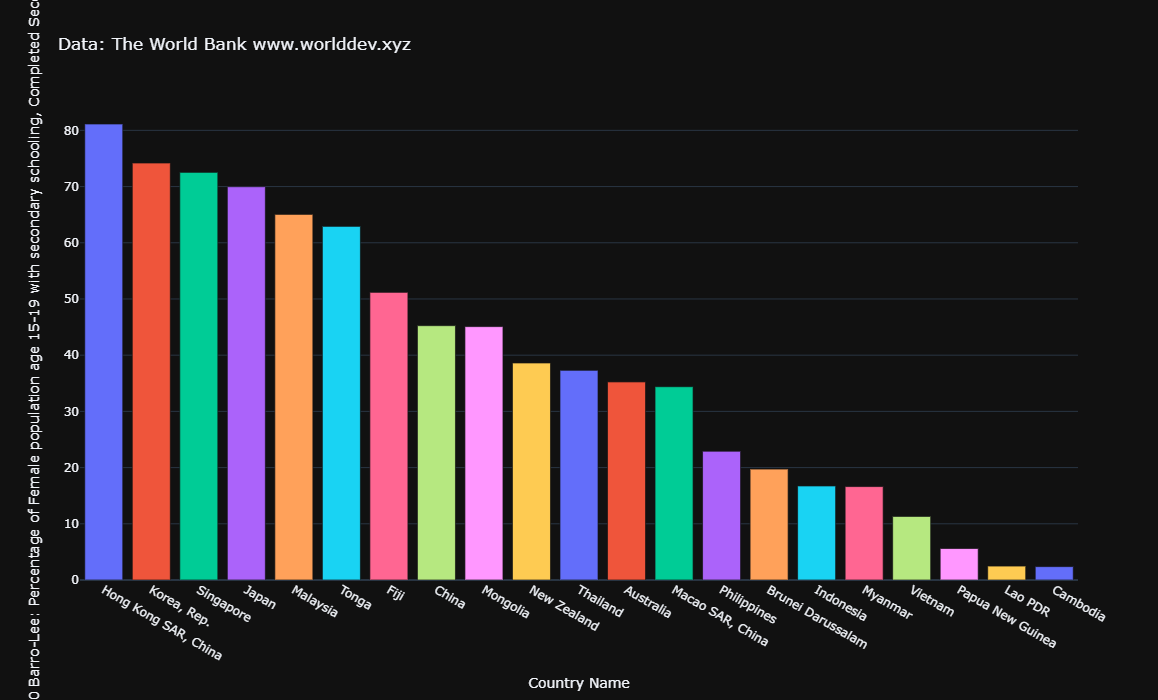 Data: The World Bank www.worlddev.xyz
0 Barro-Lee: Percentage of Female population age 15-19 with secondary schooling, Completed
80
70
60
50
40
30
20
10
0
Hong Kong SAR, China
Korea, Rep.
Singapore
Japan
Malaysia
Tonga
Fiji
China
Mongolia
New Zealand
Thailand
Australia
Macao SAR, China
Philippines
Brunei Darussalam
Indonesia
Myanmar
Vietnam
Papua New Guinea
Lao PDR
Cambodia
Country Name